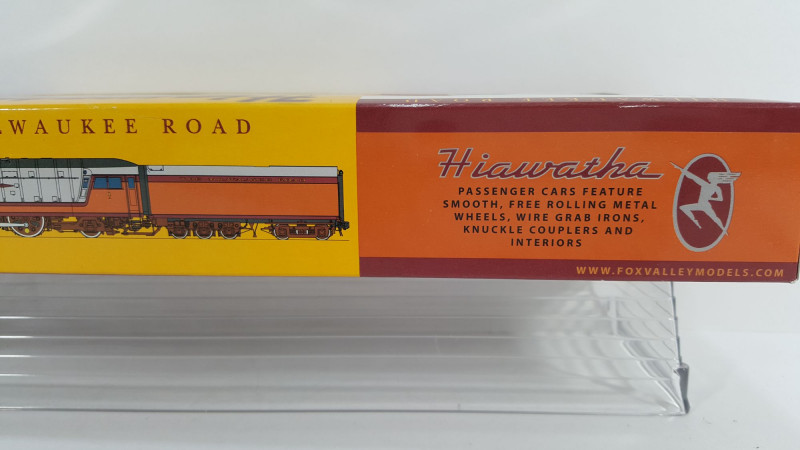 WAUKEE ROAD
Hiawatha
PASSENGER CARS FEATURE
SMOOTH, FREE ROLLING METAL
WHEELS, WIRE GRAB IRONS,
KNUCKLE COUPLERS AND
INTERIORS
WWW.FOXVALLEYMODELS.COM